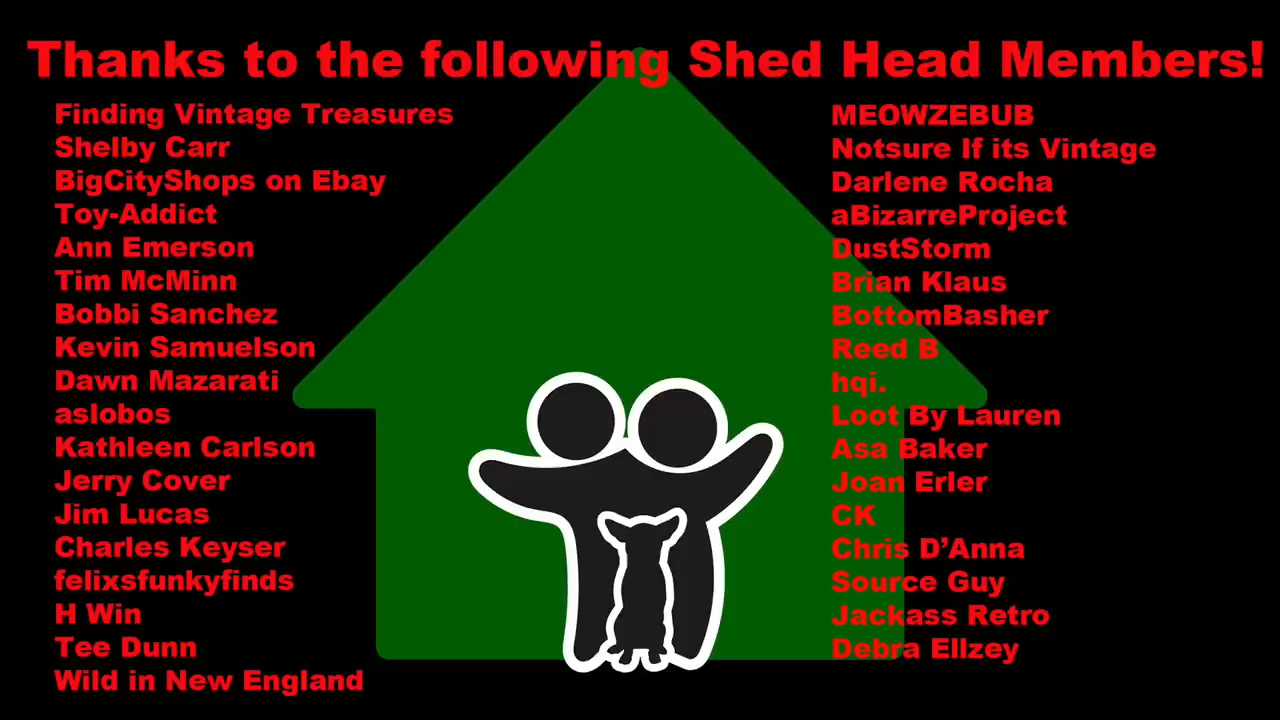 Thanks to the following Shed Head Members!
Finding Vintage Treasures
Shelby Carr
BigCityShops on Ebay
Toy-Addict
Ann Emerson
Tim McMinn
Bobbi Sanchez
Kevin Samuelson
Dawn Mazarati
aslobos
Kathleen Carlson
Jerry Cover
Jim Lucas
Charles Keyser
felixsfunkyfinds
H Win
Tee Dunn
Wild in New England
MEOWZEBUB
Notsure If its Vintage
Darlene Rocha
aBizarreProject
DustStorm
Brian Klaus
BottomBasher
Reed B
hqi.
Loot By Lauren
Asa Baker
Joan Erler
CK
Chris D’Anna
Source Guy
Jackass Retro
Debra Ellzey